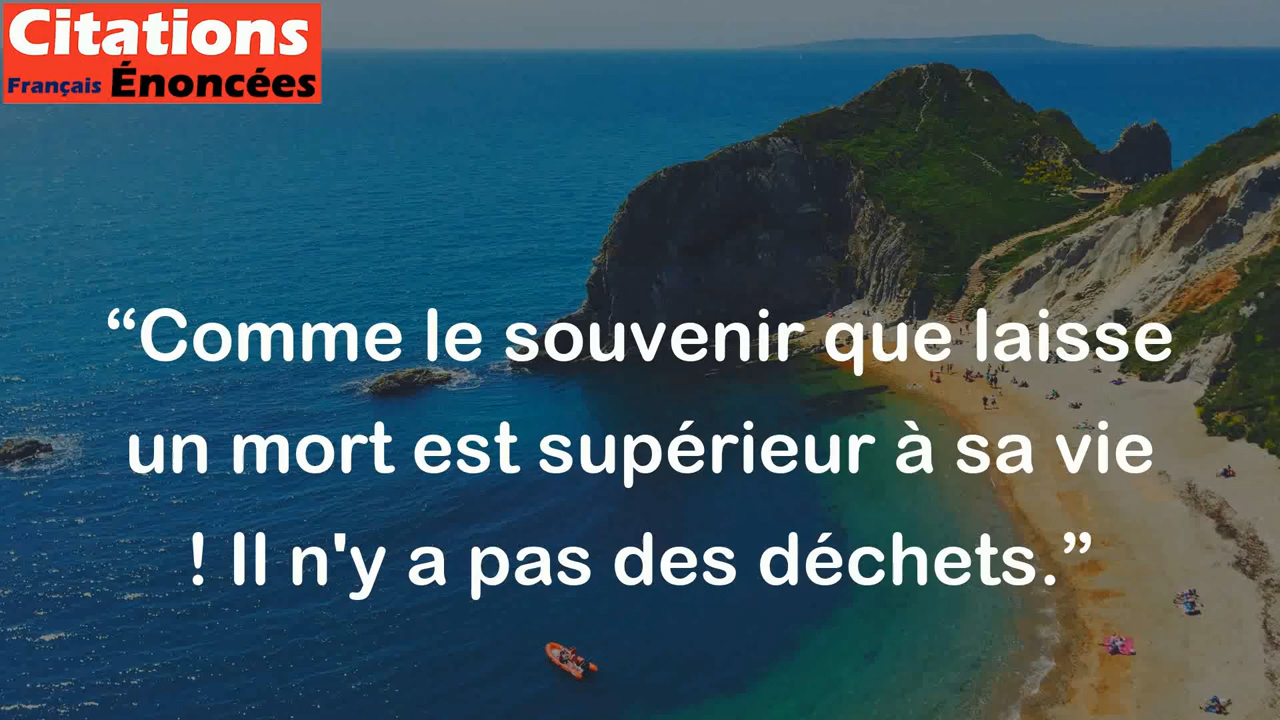 Citations
Français Énoncées
“Comme le souvenir que laisse
un mort est supérieur à sa vie
! Il n'y a pas des déchets.”